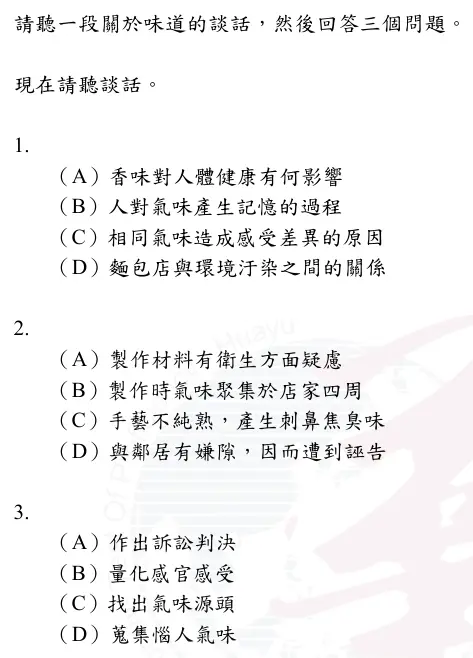 請聽一段關於味道的談話，然後回答三個問題。
現在請聽談話。
1.
（A）香味對人體健康有何影響
（B）人對氣味產生記憶的過程
（C）相同氣味造成感受差異的原因
（D）麵包店與環境汙染之間的關係
2.
（A）製作材料有衛生方面疑慮
（B）製作時氣味聚集於店家四周
（C）手藝不純熟，產生刺鼻焦臭味
（D）與鄰居有嫌隙，因而遭到誣告
3.
（A）作出訴訟判決
（B）量化感官感受
（C）找出氣味源頭
（D）蒐集惱人氣味